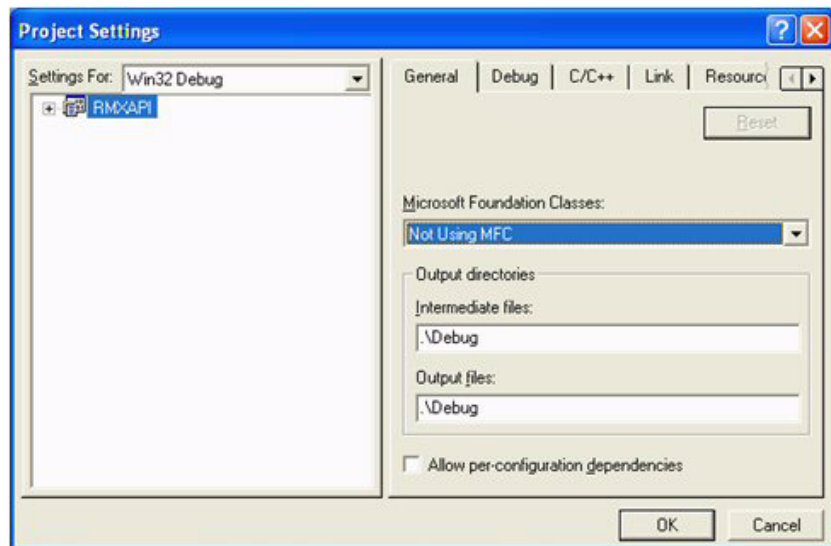 Project Settings
Settings For: Win32 Debug
RMXAPI
General Debug C/C++ Link Resourc
Reset
Microsoft Foundation Classes:
Not Using MFC
Output directories
Intermediate files:
.\Debug
Output files:
.\Debug
Allow per-configuration dependencies
OK Cancel